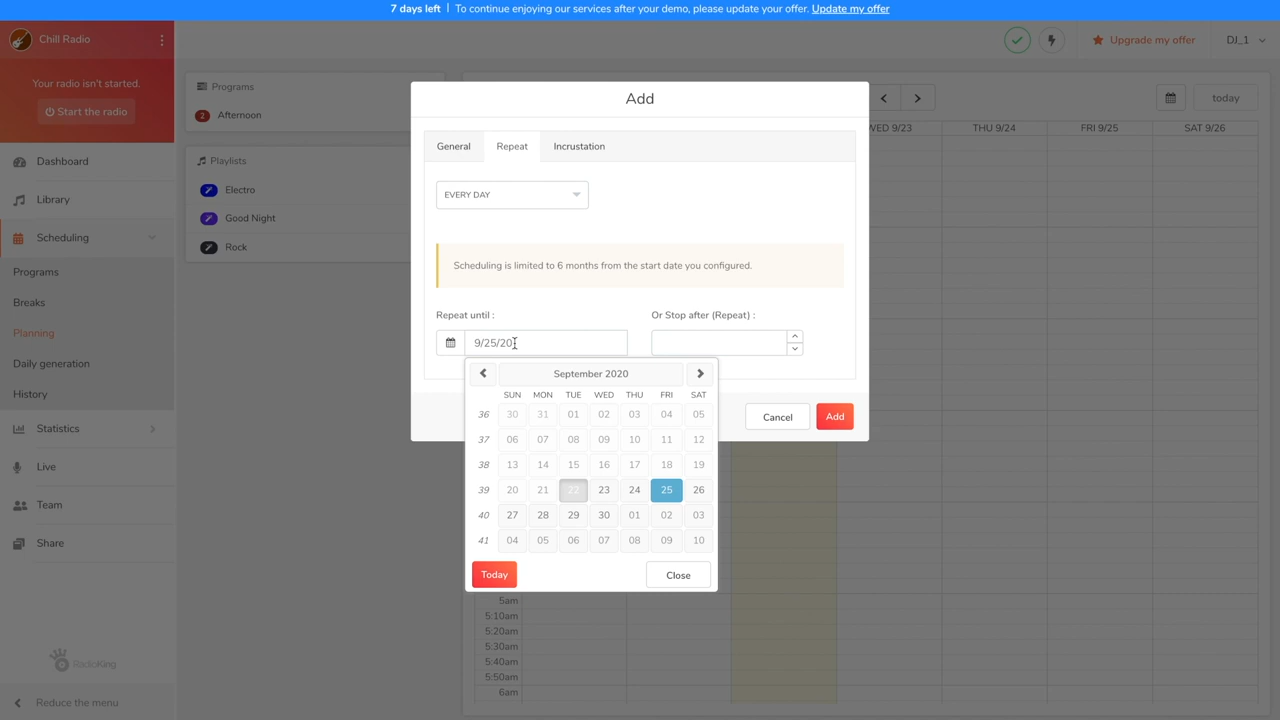 7 days left | To continue enjoying our services after your demo, please update your offer. Update my offer
Chill Radio
Upgrade my offer
DJ_1
Your radio isn't started.
Start the radio
Dashboard
Library
Scheduling
Programs
Breaks
Planning
Daily generation
History
Statistics
Live
Team
Share
RadioKing
Reduce the menu
Programs
2 Afternoon
Playlists
Electro
Good Night
Rock
today
WED 9/23
THU 9/24
FRI 9/25
SAT 9/26
Add
General
Repeat
Incrustation
EVERY DAY
Scheduling is limited to 6 months from the start date you configured.
Repeat until :
Or Stop after (Repeat) :
9/25/20
September 2020
SUN MON TUE WED THU FRI SAT
36 30 31 01 02 03 04 05
37 06 07 08 09 10 11 12
38 13 14 15 16 17 18 19
39 20 21 22 23 24 25 26
40 27 28 29 30 01 02 03
41 04 05 06 07 08 09 10
Today
Close
Cancel
Add
5am
5:10am
5:20am
5:30am
5:40am
5:50am
6am